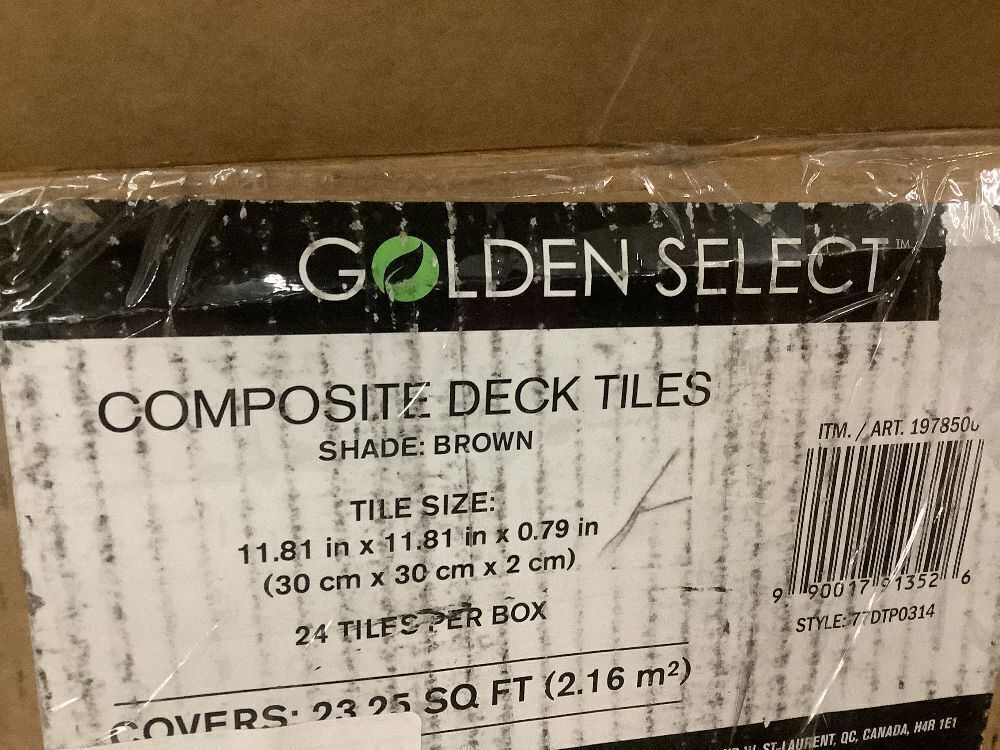 GOLDEN SELECT™
COMPOSITE DECK TILES
SHADE: BROWN
TILE SIZE:
11.81 in x 11.81 in x 0.79 in
(30 cm x 30 cm x 2 cm)
24 TILES PER BOX
COVERS: 23.25 SQ FT (2.16 m²)
ITM. / ART. 1978500
9 90017 91352 6
STYLE: 77DTP0314
ST-LAURENT, QC, CANADA, H4R 1E1